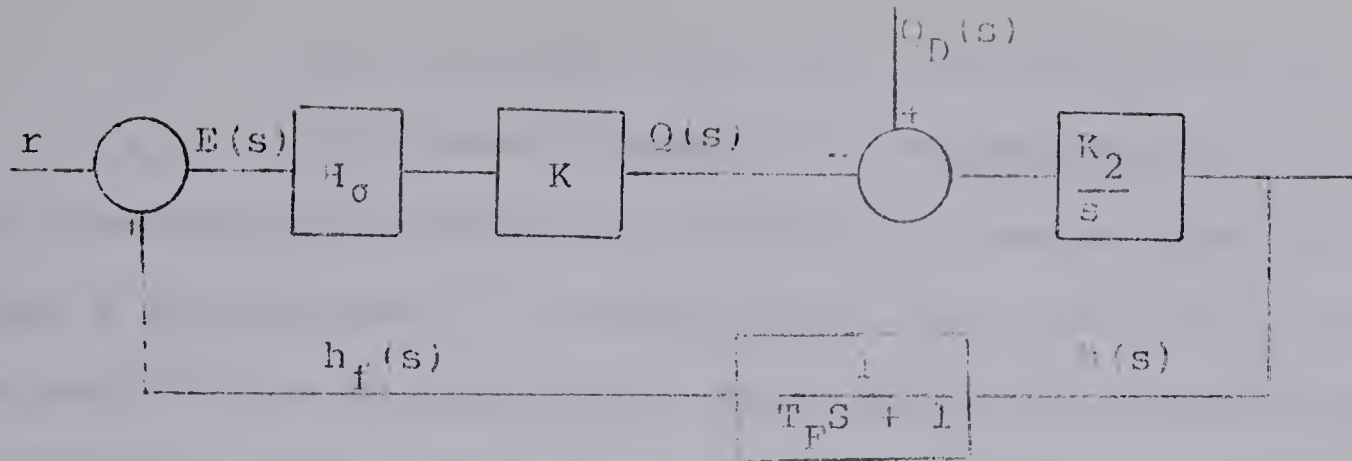 Q_D(s)
+
r
E(s)
H_σ
K
Q(s)
--
K_2
s
h_f(s)
1
T_F S + 1
h(s)